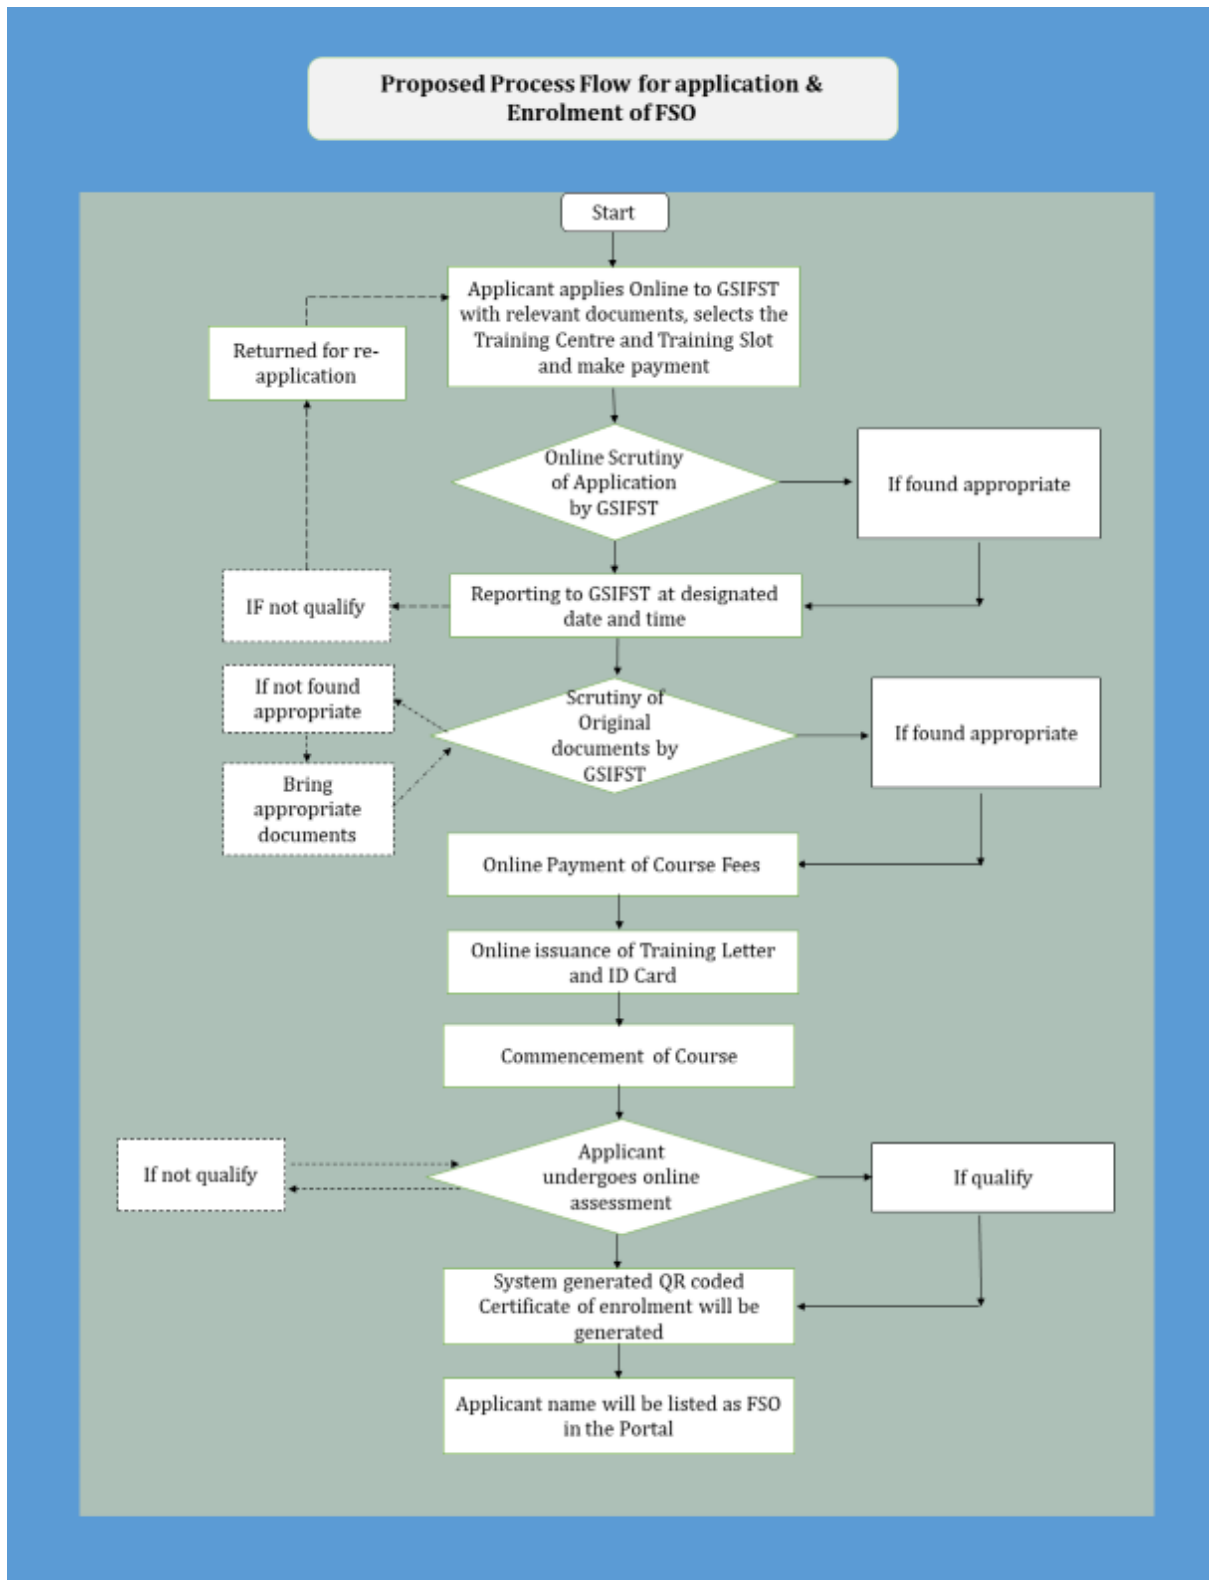 Proposed Process Flow for application &
Enrolment of FSO
Start
Applicant applies Online to GSIFST
with relevant documents, selects the
Training Centre and Training Slot
and make payment
Returned for re-
application
Online Scrutiny
of Application
by GSIFST
If found appropriate
IF not qualify
Reporting to GSIFST at designated
date and time
If not found
appropriate
Scrutiny of
Original
documents by
GSIFST
If found appropriate
Bring
appropriate
documents
Online Payment of Course Fees
Online issuance of Training Letter
and ID Card
Commencement of Course
If not qualify
Applicant
undergoes online
assessment
If qualify
System generated QR coded
Certificate of enrolment will be
generated
Applicant name will be listed as FSO
in the Portal